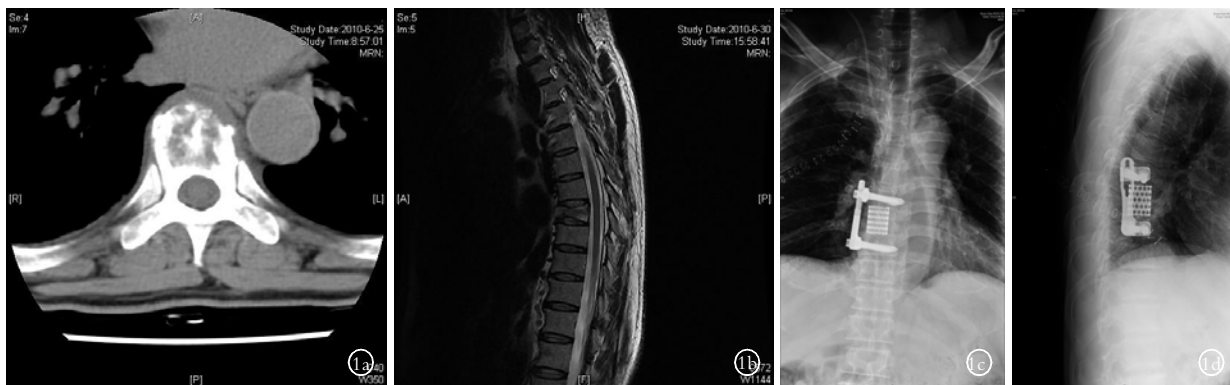 Se:4
Im:7
[A]
Study Date:2010-6-25
Study Time:8:57:01
MRN:
[R]
[L]
[P]
W350
1a
Se:5
Im:5
[H]
Study Date:2010-6-30
Study Time:15:58:41
MRN:
[A]
[P]
[F]
W1144
1b
1c
1d